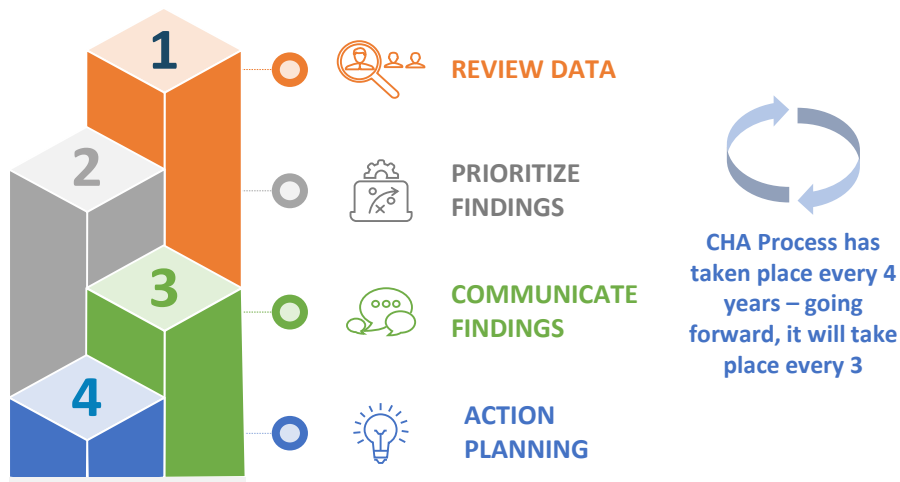 1
REVIEW DATA
2
PRIORITIZE
FINDINGS
3
COMMUNICATE
FINDINGS
4
ACTION
PLANNING
CHA Process has
taken place every 4
years – going
forward, it will take
place every 3